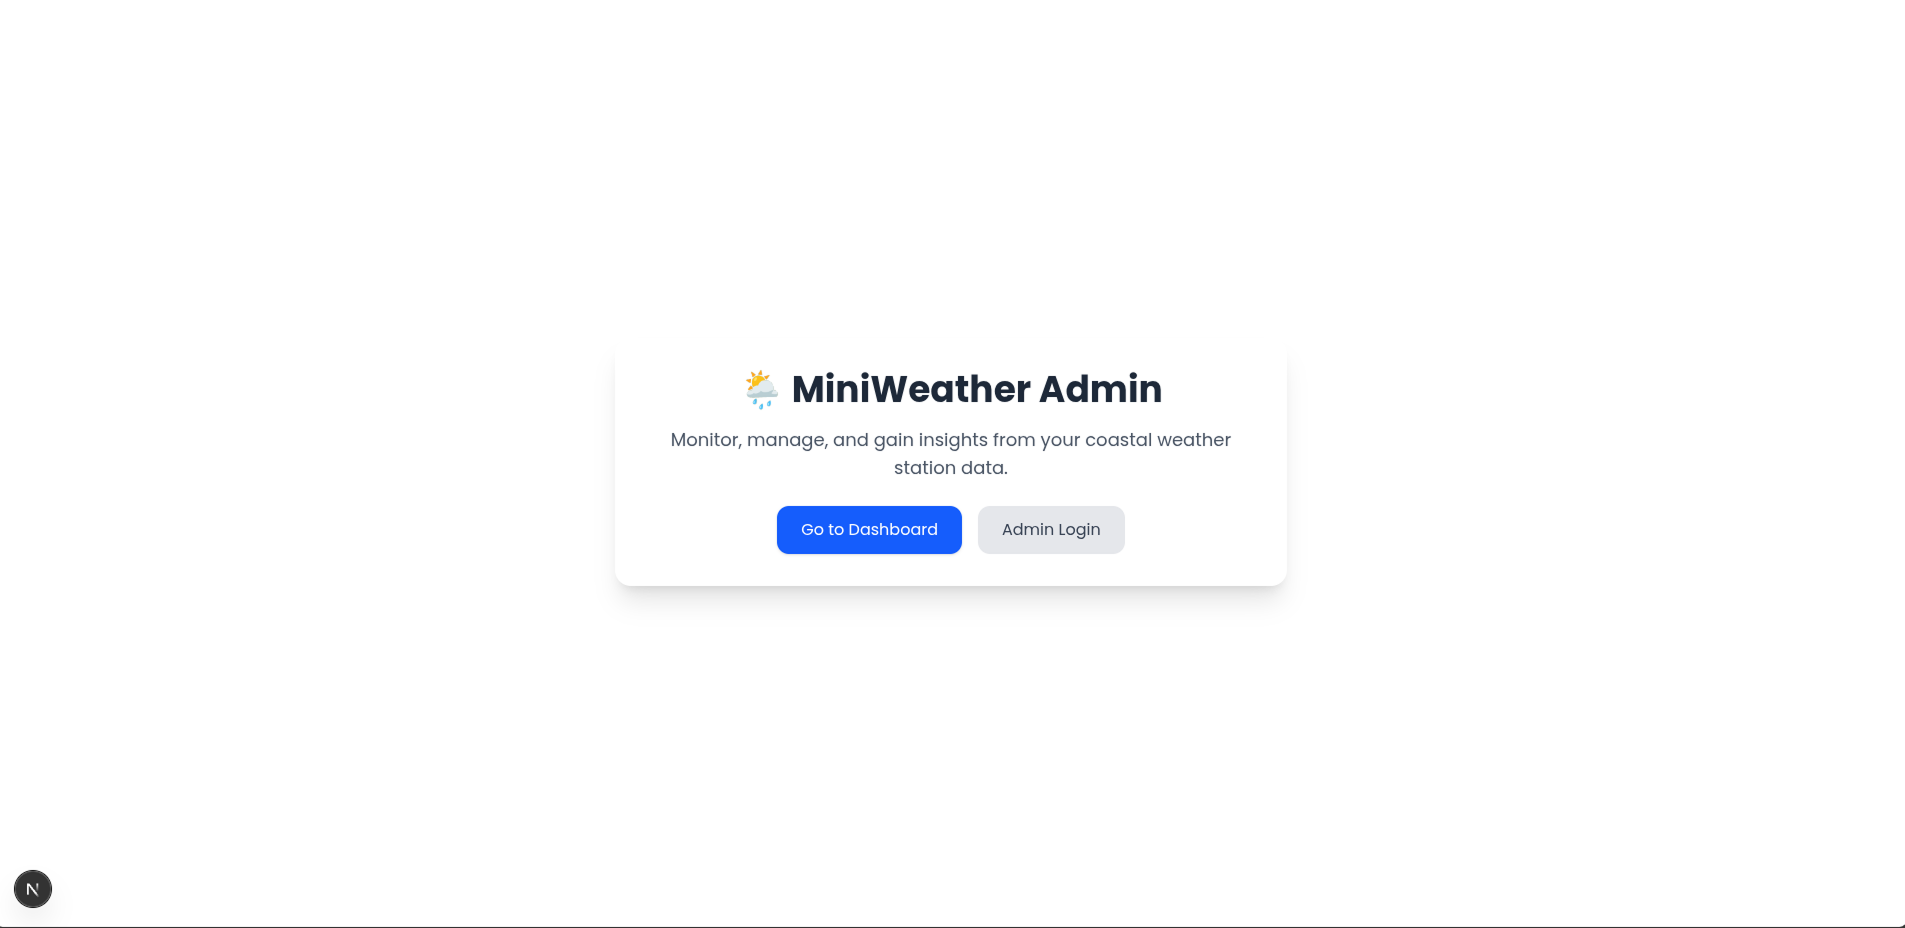 🌦️ MiniWeather Admin
Monitor, manage, and gain insights from your coastal weather
station data.
Go to Dashboard
Admin Login
N